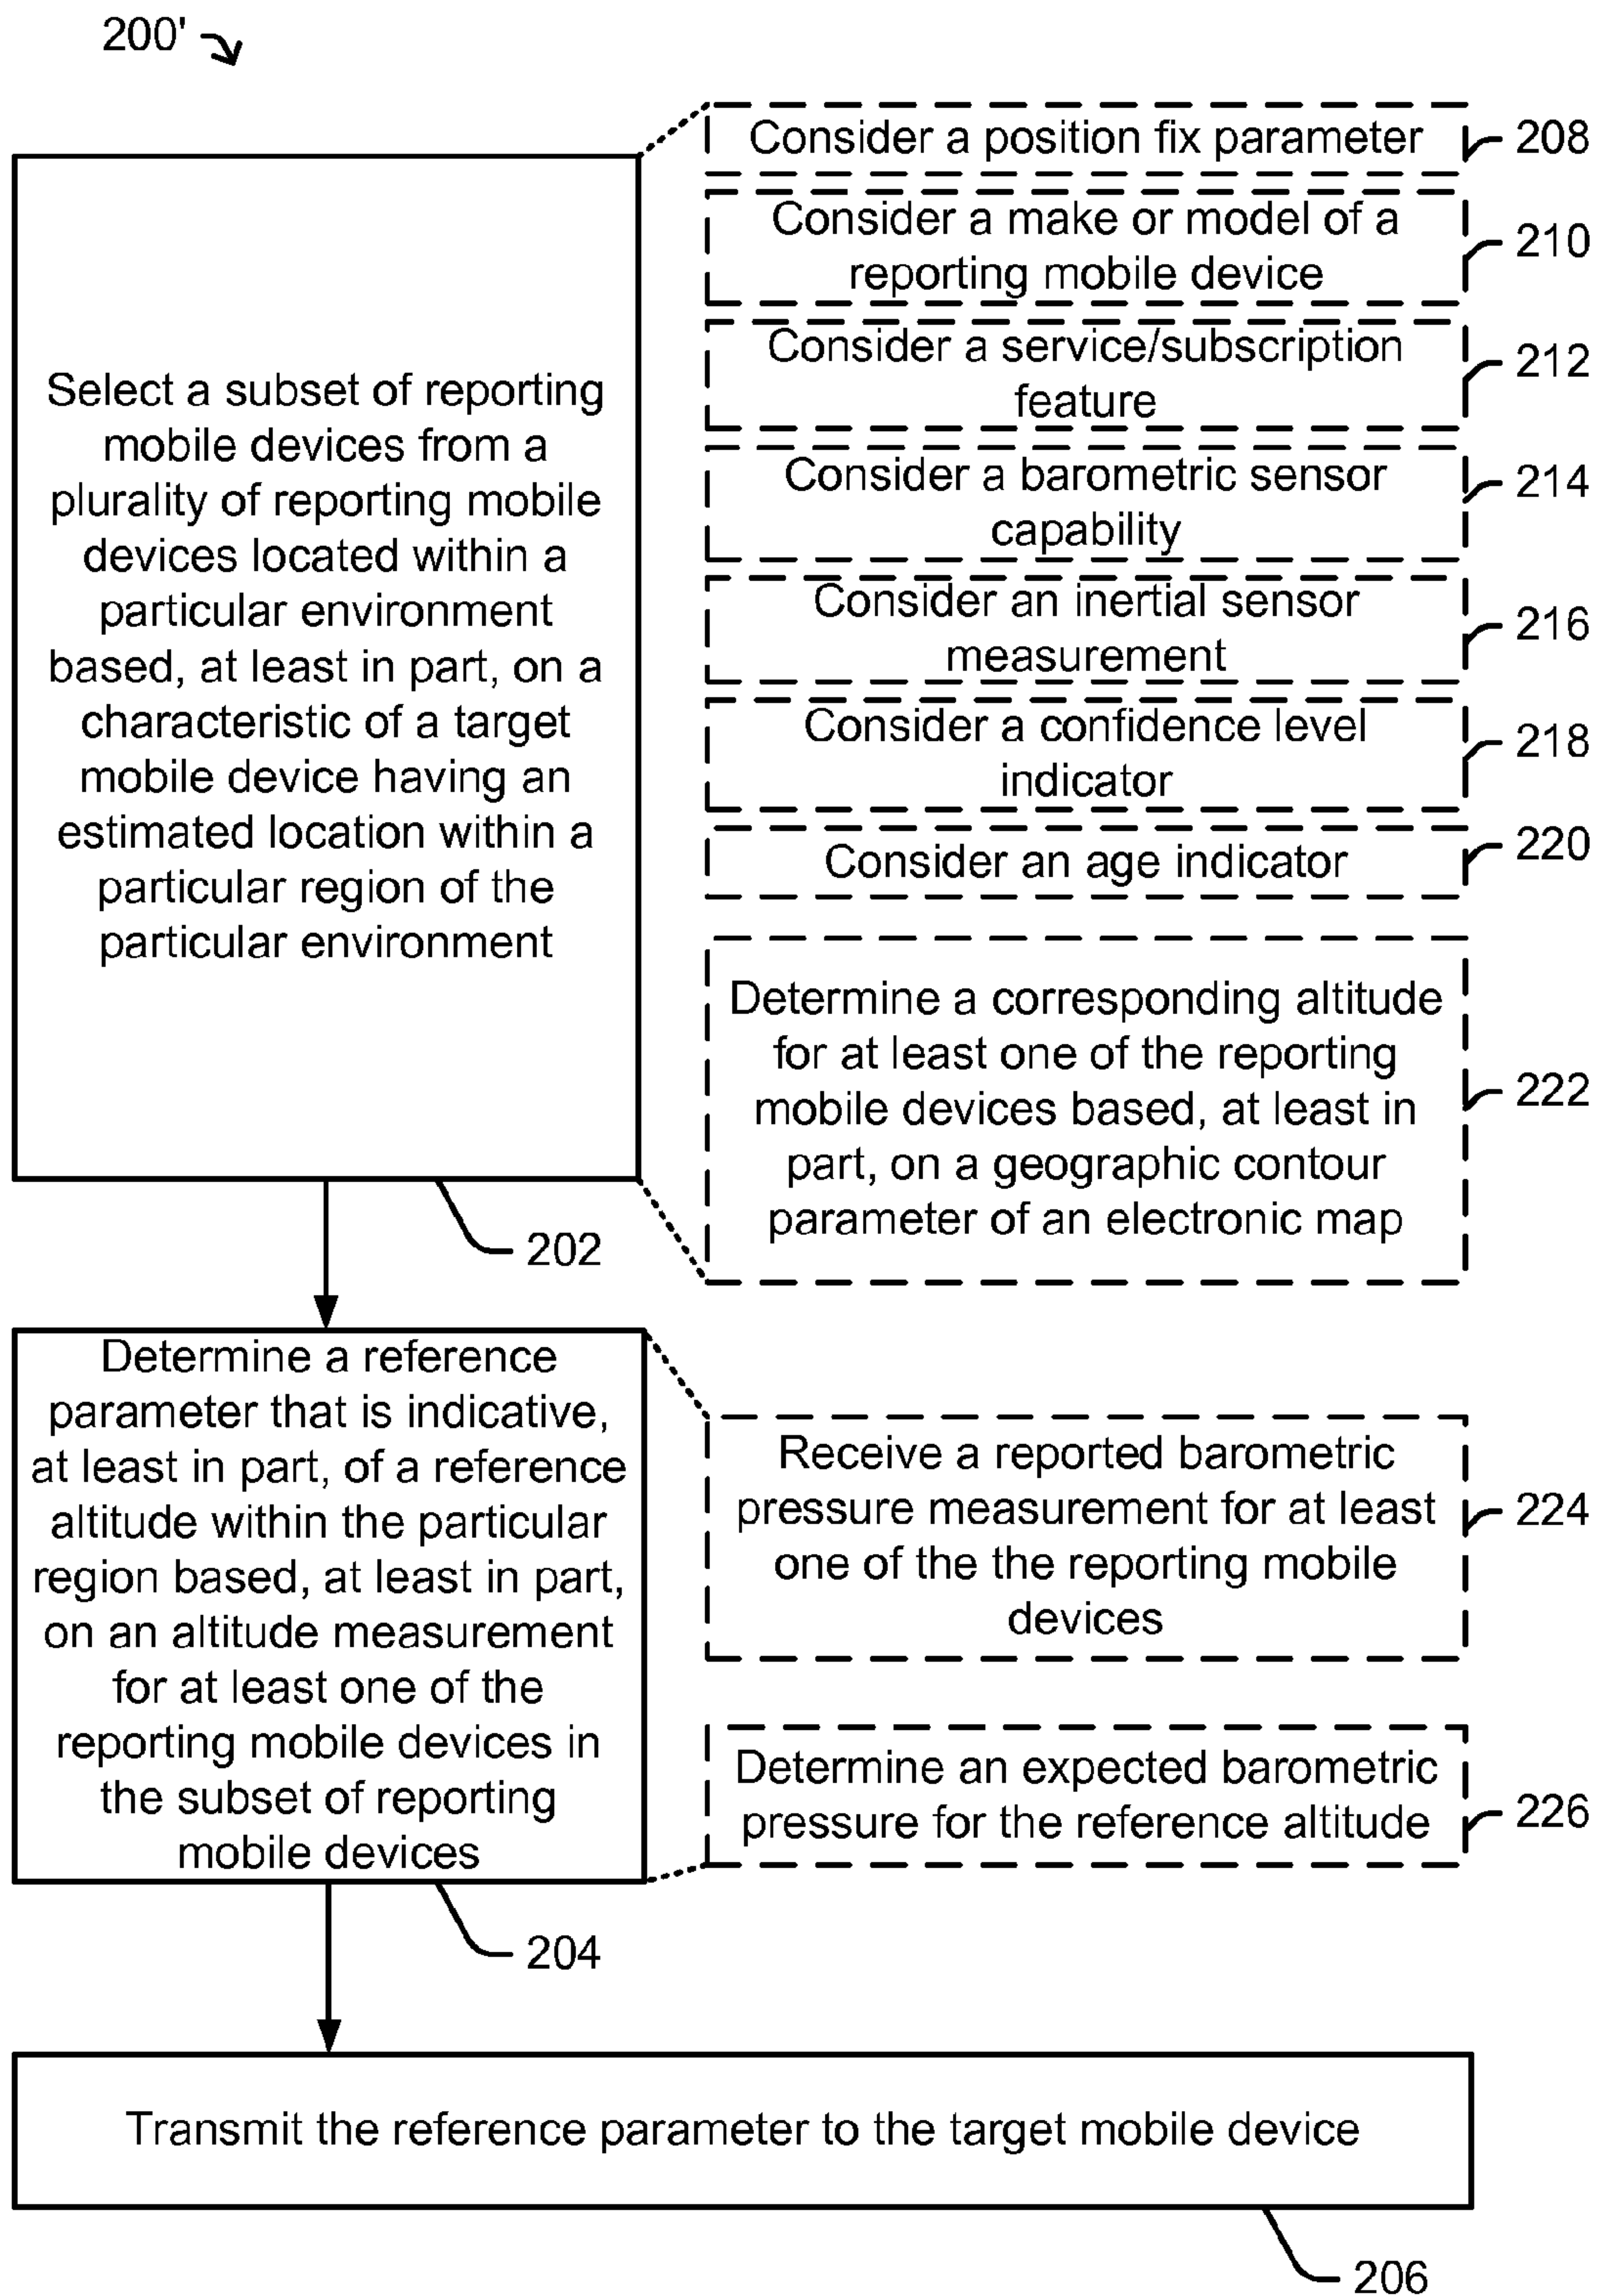 200'
Consider a position fix parameter
208
Consider a make or model of a
reporting mobile device
210
Consider a service/subscription
feature
212
Consider a barometric sensor
capability
214
Consider an inertial sensor
measurement
216
Consider a confidence level
indicator
218
Consider an age indicator
220
Determine a corresponding altitude
for at least one of the reporting
mobile devices based, at least in
part, on a geographic contour
parameter of an electronic map
222
Select a subset of reporting
mobile devices from a
plurality of reporting mobile
devices located within a
particular environment
based, at least in part, on a
characteristic of a target
mobile device having an
estimated location within a
particular region of the
particular environment
202
Determine a reference
parameter that is indicative,
at least in part, of a reference
altitude within the particular
region based, at least in part,
on an altitude measurement
for at least one of the
reporting mobile devices in
the subset of reporting
mobile devices
204
Receive a reported barometric
pressure measurement for at least
one of the the reporting mobile
devices
224
Determine an expected barometric
pressure for the reference altitude
226
Transmit the reference parameter to the target mobile device
206